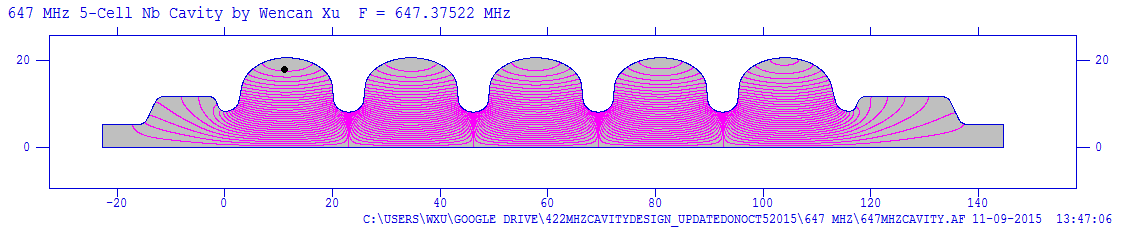 647 MHz 5-Cell Nb Cavity by Wencan Xu F = 647.37522 MHz
20 20
0 0
-20 0 20 40 60 80 100 120 140
C:\USERS\WXU\GOOGLE DRIVE\422MHZCAVITYDESIGN_UPDATEDONOCT52015\647 MHZ\647MHZCAVITY.AF 11-09-2015 13:47:06